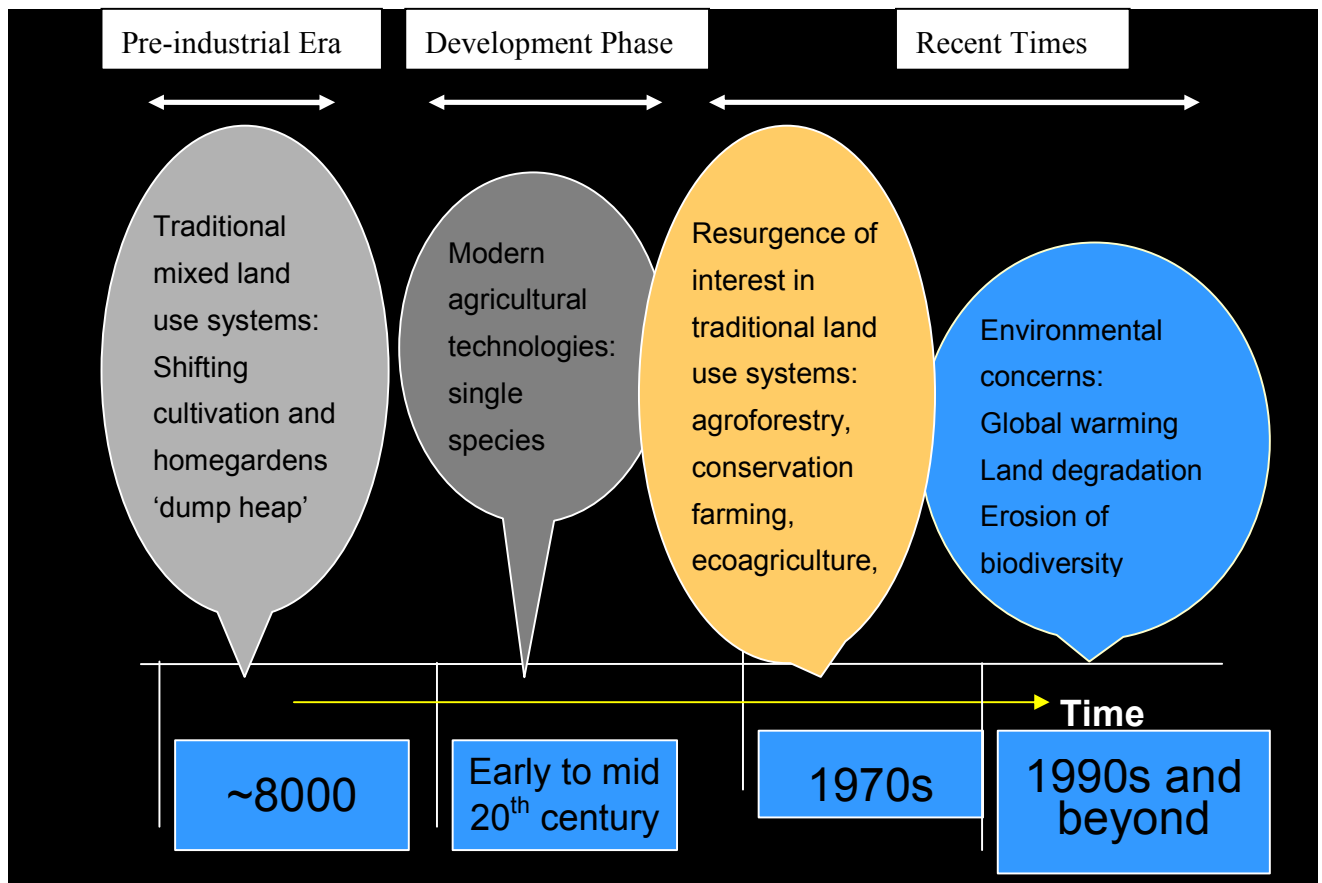 Pre-industrial Era
Development Phase
Recent Times
Traditional
mixed land
use systems:
Shifting
cultivation and
homegardens
‘dump heap’
Modern
agricultural
technologies:
single
species
Resurgence of
interest in
traditional land
use systems:
agroforestry,
conservation
farming,
ecoagriculture,
Environmental
concerns:
Global warming
Land degradation
Erosion of
biodiversity
Time
~8000
Early to mid
20th century
1970s
1990s and
beyond